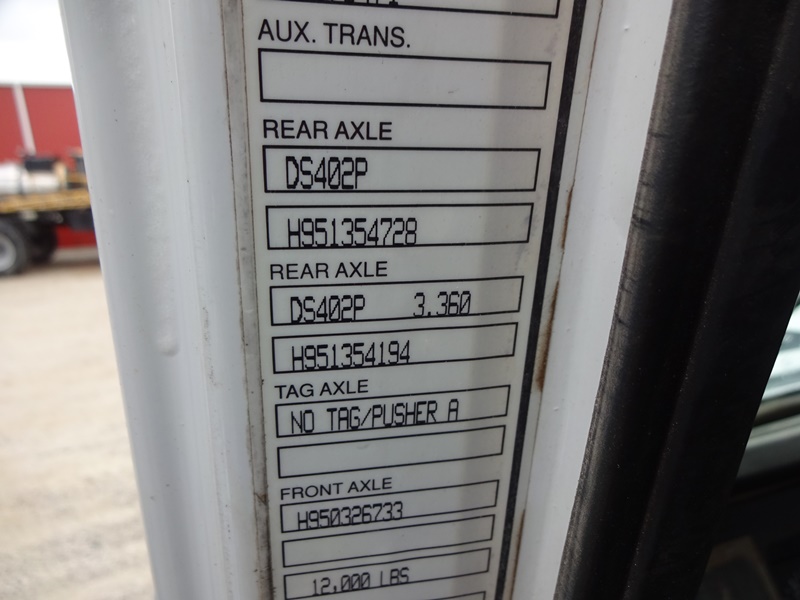 AUX. TRANS.
REAR AXLE
DS402P
H951354728
REAR AXLE
DS402P 3.360
H951354194
TAG AXLE
NO TAG/PUSHER A
FRONT AXLE
H950326733
12,000 LBS